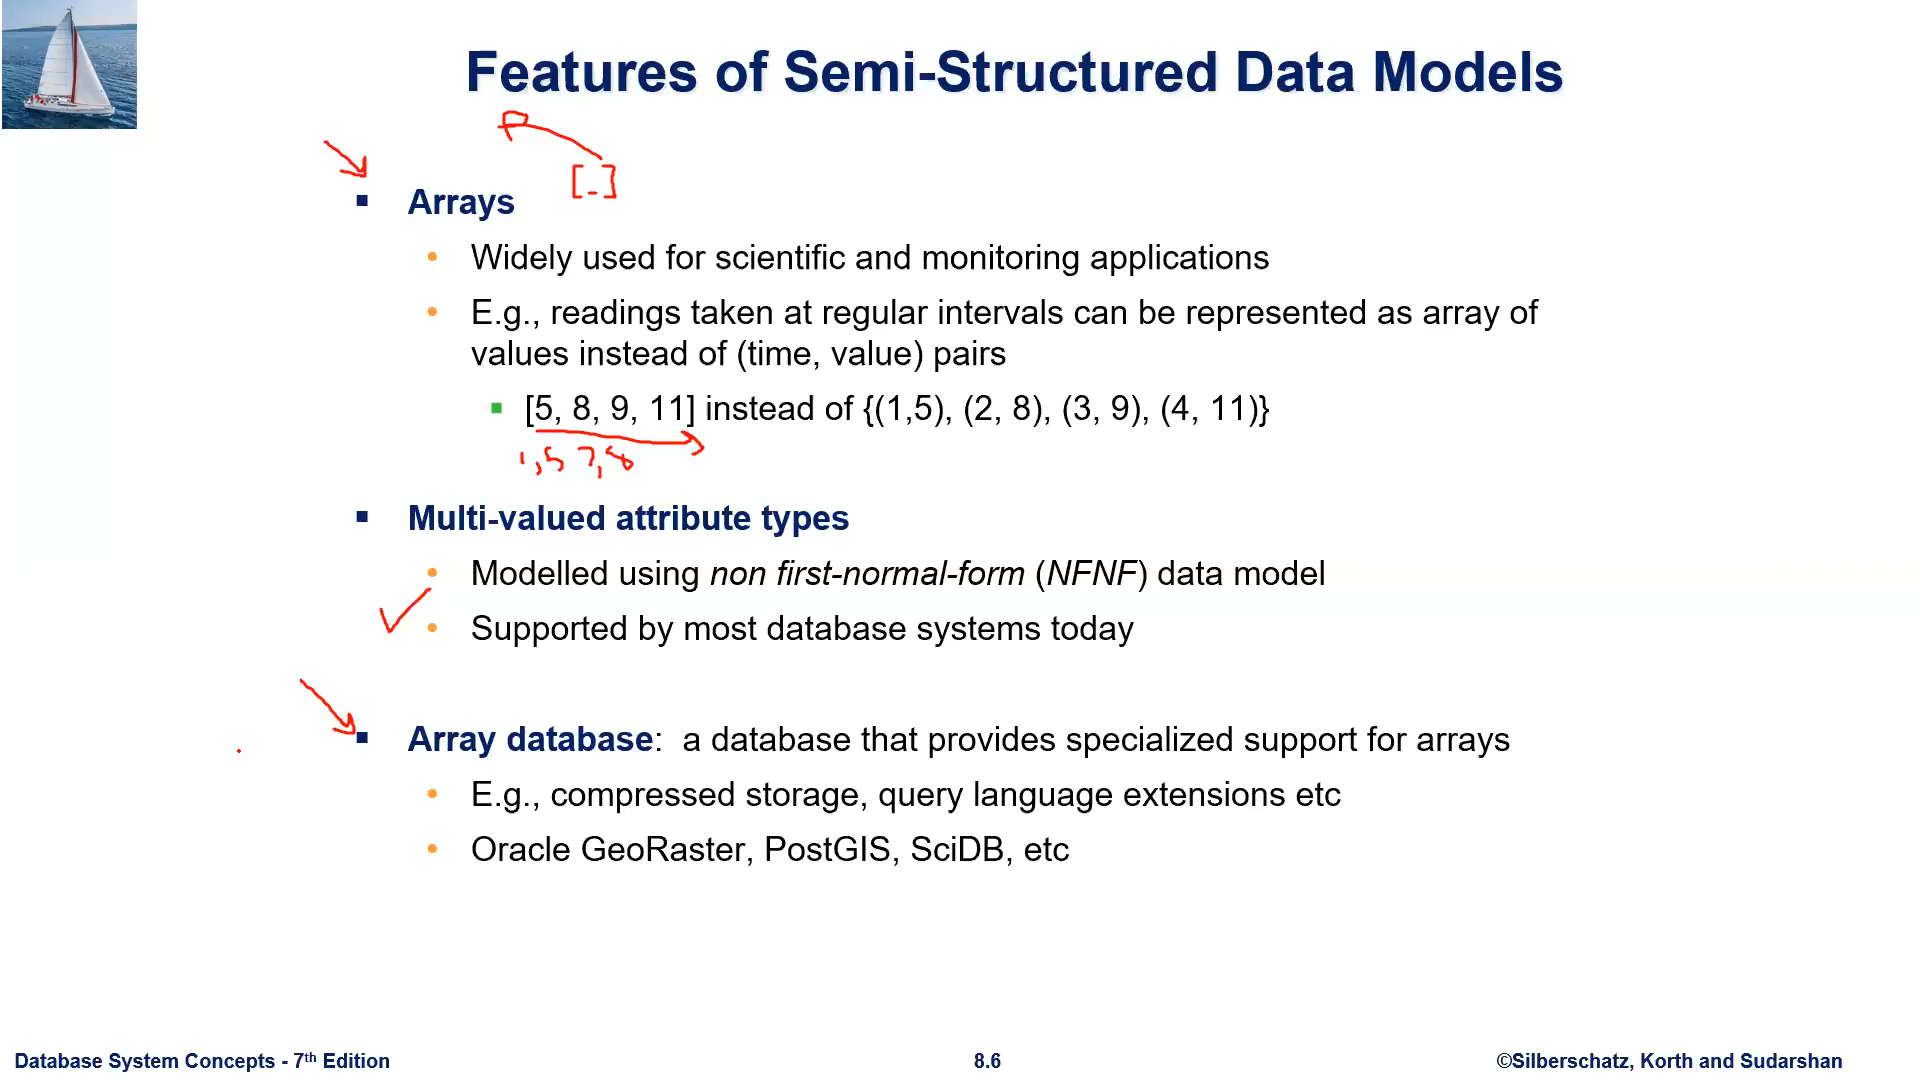 Features of Semi-Structured Data Models
[-]
▪ Arrays
• Widely used for scientific and monitoring applications
• E.g., readings taken at regular intervals can be represented as array of
values instead of (time, value) pairs
▪ [5, 8, 9, 11] instead of {(1,5), (2, 8), (3, 9), (4, 11)}
▪ Multi-valued attribute types
• Modelled using non first-normal-form (NFNF) data model
• Supported by most database systems today
▪ Array database:  a database that provides specialized support for arrays
• E.g., compressed storage, query language extensions etc
• Oracle GeoRaster, PostGIS, SciDB, etc
Database System Concepts - 7th Edition
8.6
©Silberschatz, Korth and Sudarshan